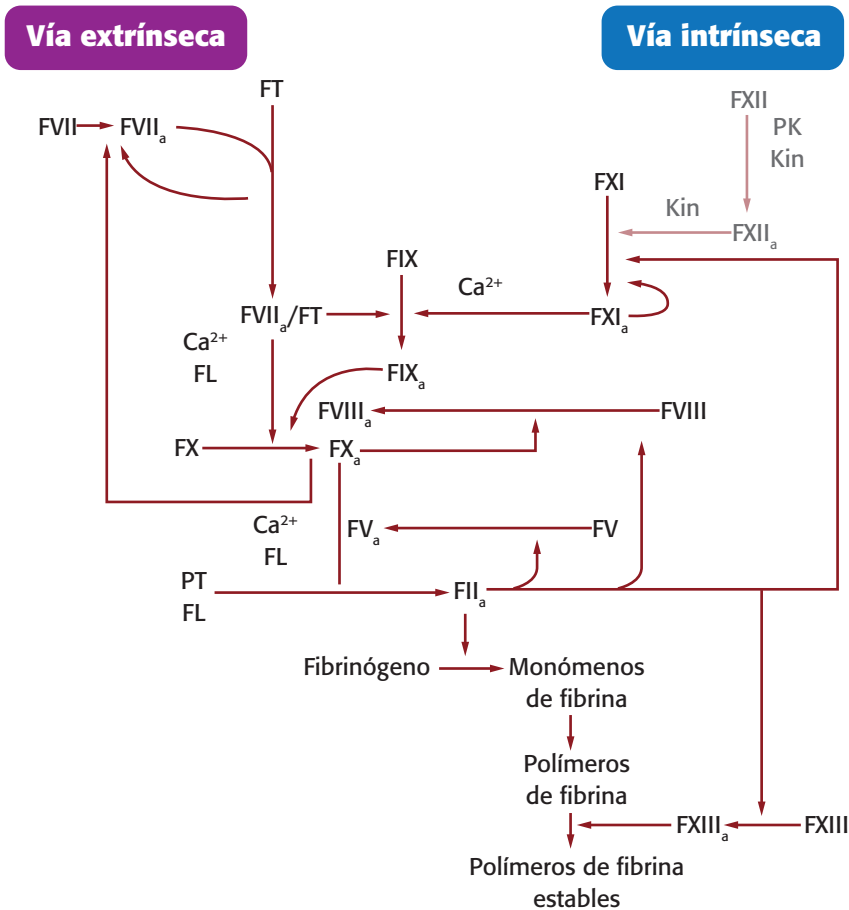 Vía extrínseca
Vía intrínseca
FT
FVII
FVIIa
FXII
PK
Kin
FXI
Kin
FXIIa
FIX
Ca2+
FVIIa/FT
FXIa
Ca2+
FL
FIXa
FVIIIa
FVIII
FX
FXa
Ca2+
FL
FVa
FV
PT
FL
FIIa
Fibrinógeno
Monómenos
de fibrina
Polímeros
de fibrina
FXIIIa
FXIII
Polímeros de fibrina
estables